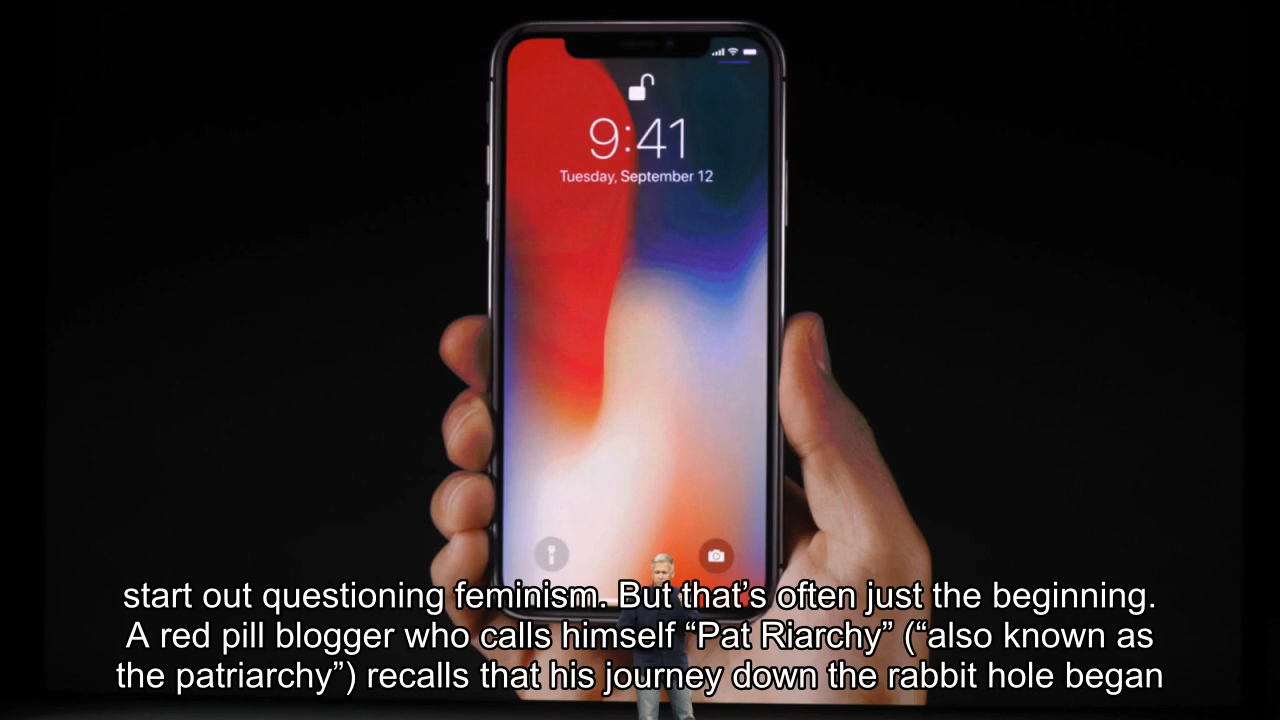 9:41
Tuesday, September 12
start out questioning feminism. But that’s often just the beginning.
A red pill blogger who calls himself “Pat Riarchy” (“also known as
the patriarchy”) recalls that his journey down the rabbit hole began